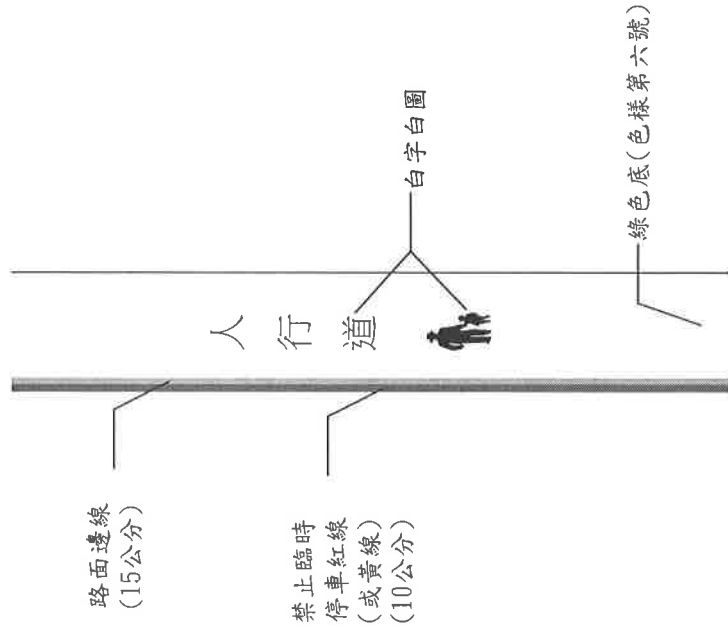 路面邊線
(15公分)
禁止臨時
停車紅線
(或黃線)
(10公分)
人行道
白字白圖
綠色底(色樣第六號)